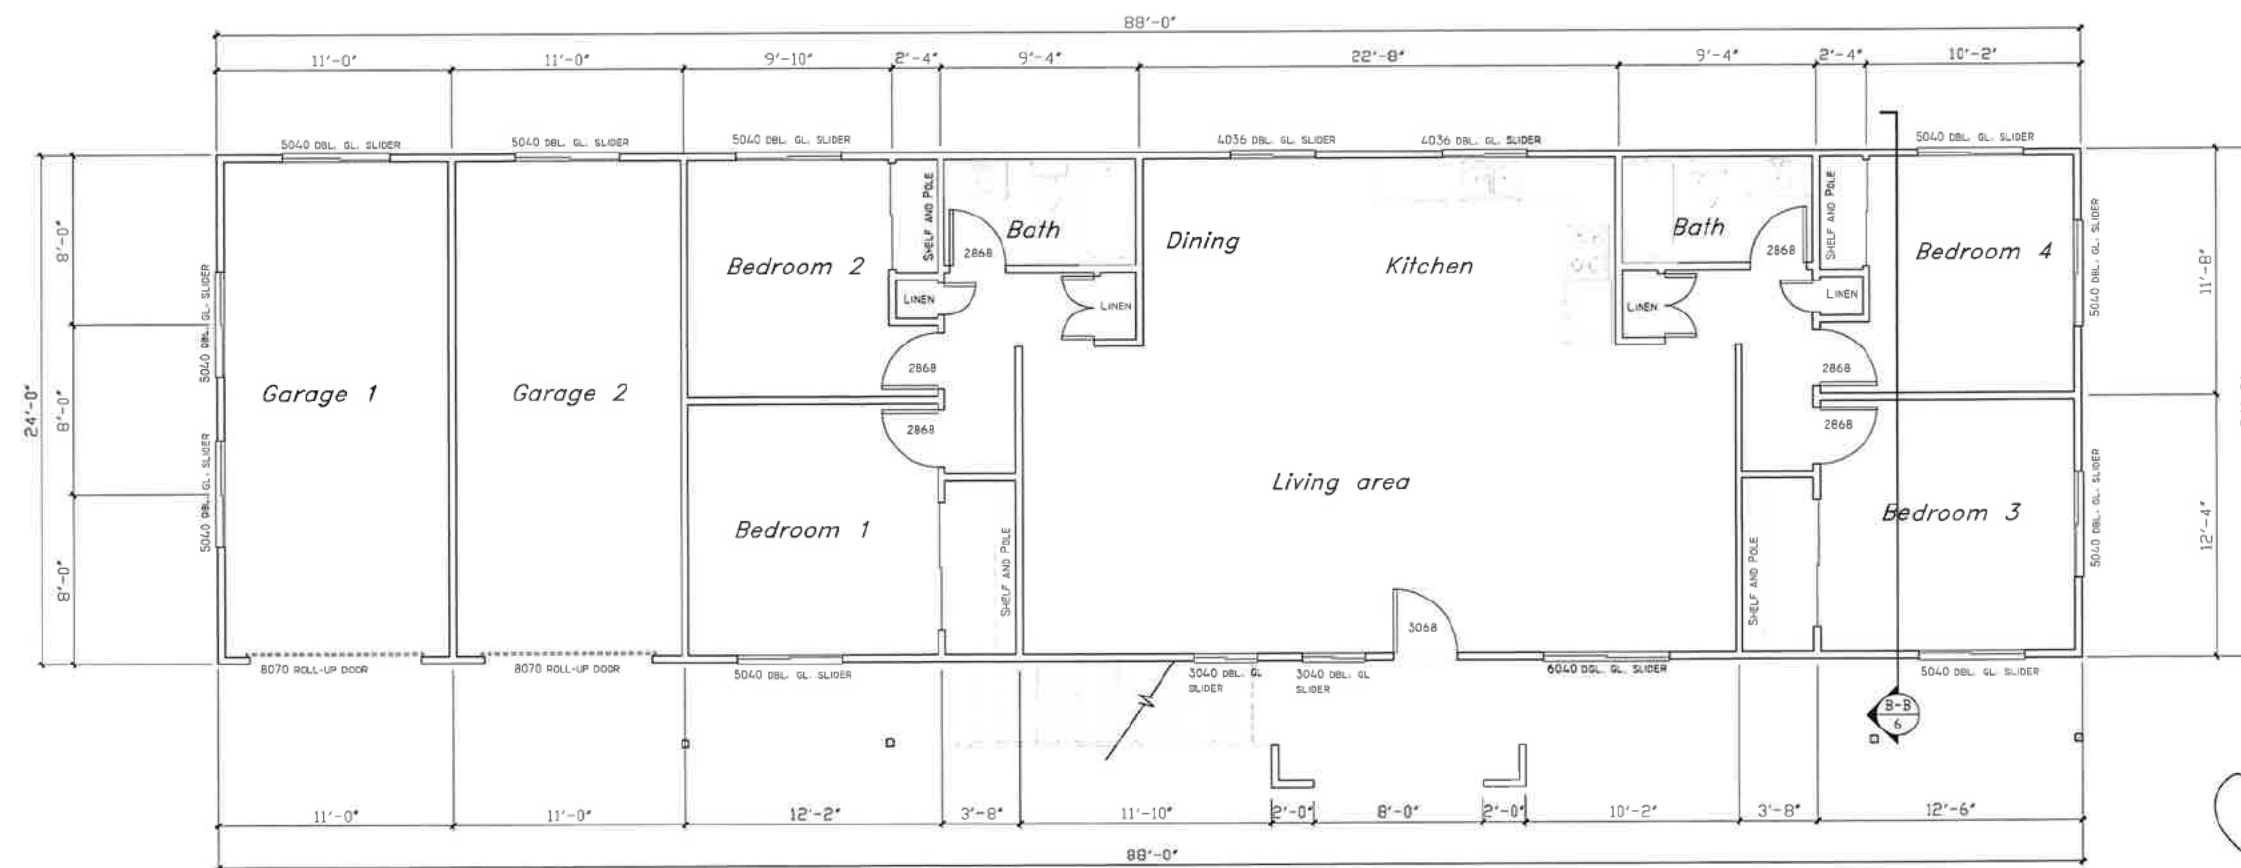 88'-0"
11'-0" 11'-0" 9'-10" 2'-4" 9'-4" 22'-8" 9'-4" 2'-4" 10'-2'
5040 DBL. GL. SLIDER 5040 DBL. GL. SLIDER 5040 DBL. GL. SLIDER 4036 DBL. GL. SLIDER 4036 DBL. GL. SLIDER 5040 DBL. GL. SLIDER
24'-0"
8'-0"
8'-0"
8'-0"
5040 DBL. GL. SLIDER
5040 DBL. GL. SLIDER
Garage 1
Garage 2
Bedroom 2
SHELF AND POLE
Bath
2868
LINEN
LINEN
2868
2868
Bedroom 1
SHELF AND POLE
Dining
Kitchen
Living area
3068
Bath
2868
SHELF AND POLE
LINEN
LINEN
Bedroom 4
2868
2868
Bedroom 3
SHELF AND POLE
5040 DBL. GL. SLIDER
5040 DBL. GL. SLIDER
11'-8"
12'-4"
8070 ROLL-UP DOOR
8070 ROLL-UP DOOR
5040 DBL. GL. SLIDER
3040 DBL. GL
SLIDER
3040 DBL. GL
SLIDER
6040 DGL. GL. SLIDER
5040 DBL. GL. SLIDER
B-B
6
11'-0" 11'-0" 12'-2" 3'-8" 11'-10" 2'-0" 8'-0" 2'-0" 10'-2" 3'-8" 12'-6"
88'-0"